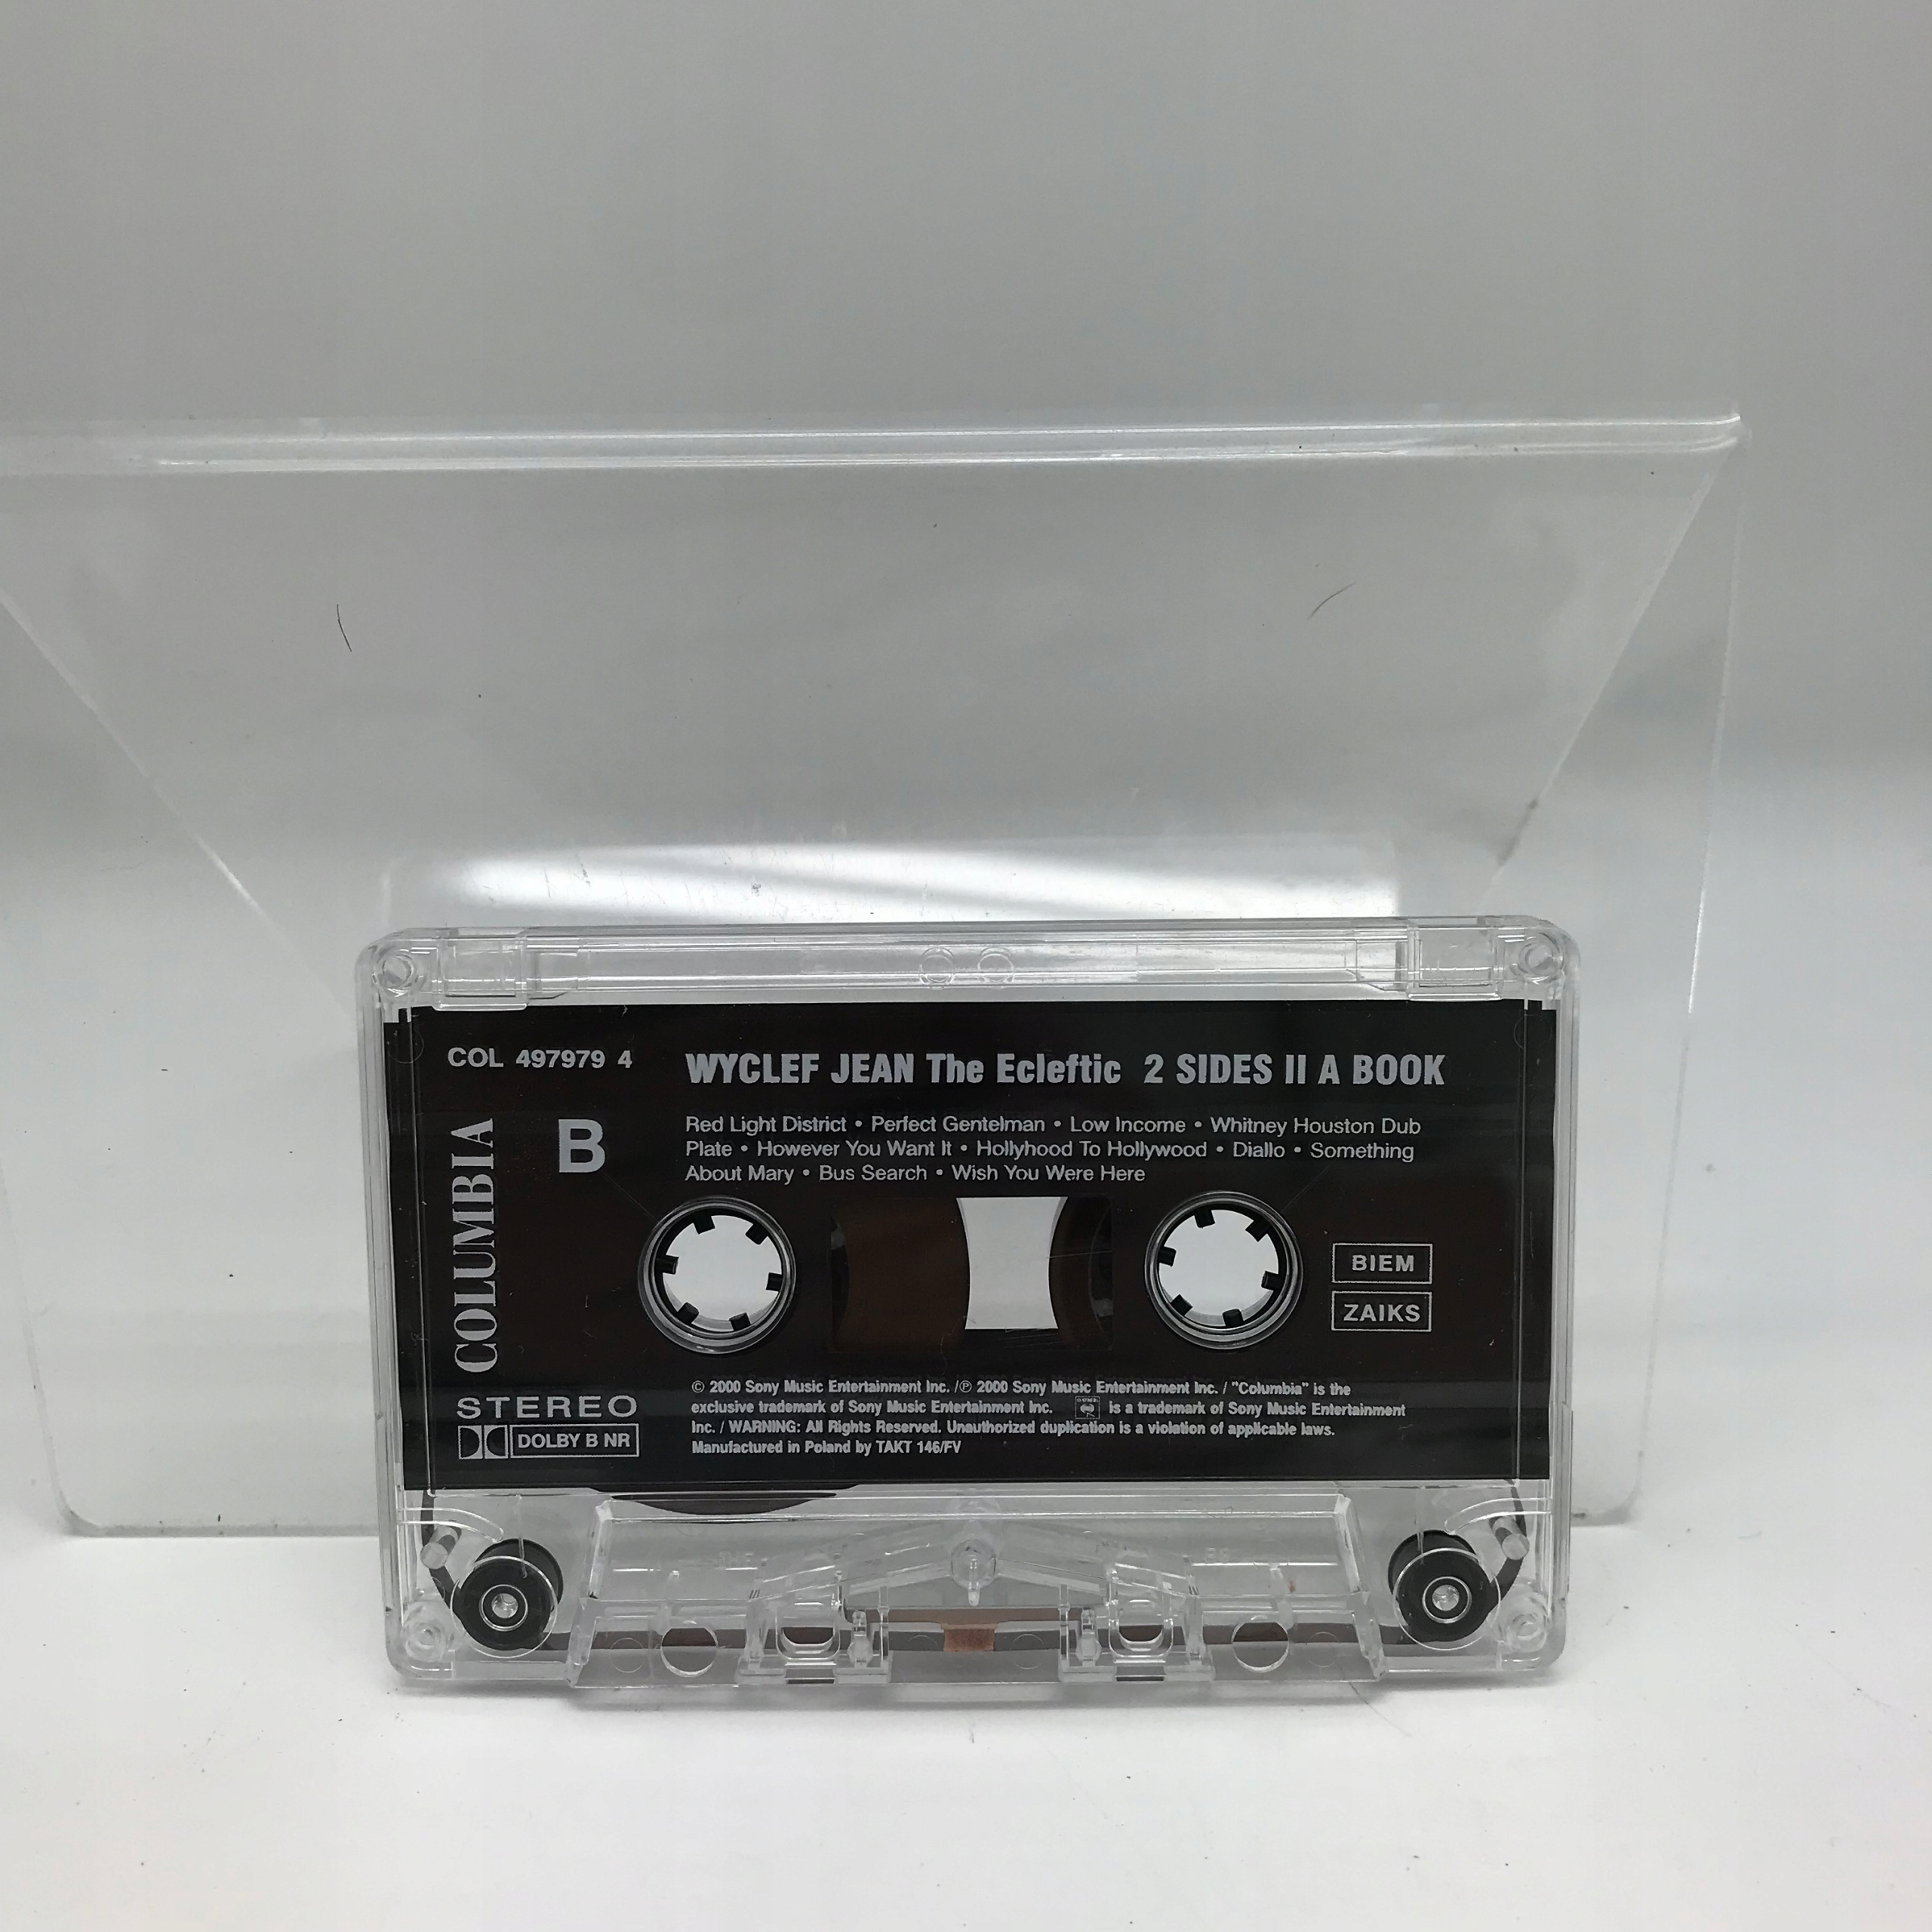 COL 497979 4
WYCLEF JEAN The Ecleftic 2 SIDES II A BOOK
COLUMBIA
B
Red Light District • Perfect Gentelman • Low Income • Whitney Houston Dub
Plate • However You Want It • Hollyhood To Hollywood • Diallo • Something
About Mary • Bus Search • Wish You Were Here
BIEM
ZAIKS
STEREO
DOLBY B NR
© 2000 Sony Music Entertainment Inc. /℗ 2000 Sony Music Entertainment Inc. / "Columbia" is the
exclusive trademark of Sony Music Entertainment Inc. is a trademark of Sony Music Entertainment
Inc. / WARNING: All Rights Reserved. Unauthorized duplication is a violation of applicable laws.
Manufactured in Poland by TAKT 146/FV